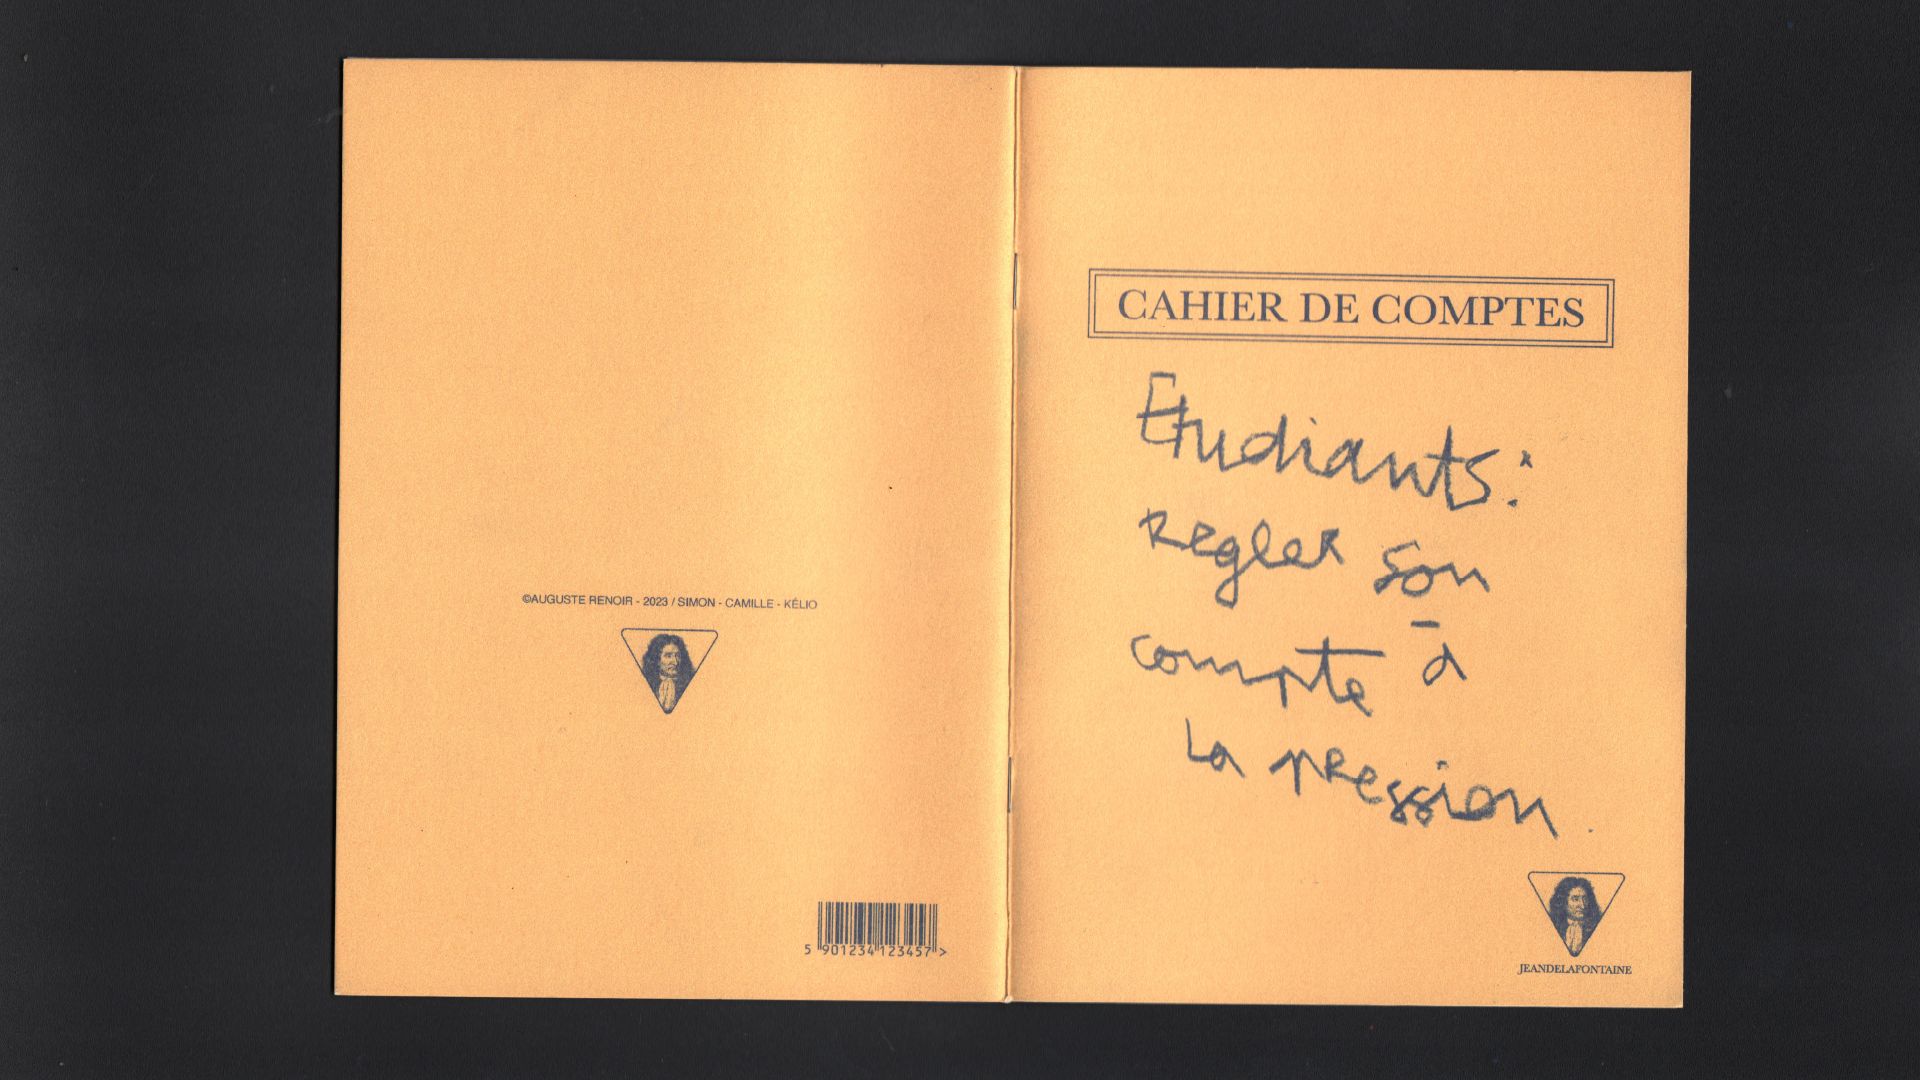 ©AUGUSTE RENOIR - 2023 / SIMON - CAMILLE - KÉLIO
5 901234 123457 >
CAHIER DE COMPTES
Etudiants:
Regler son
compte à
la pression.
JEANDELAFONTAINE